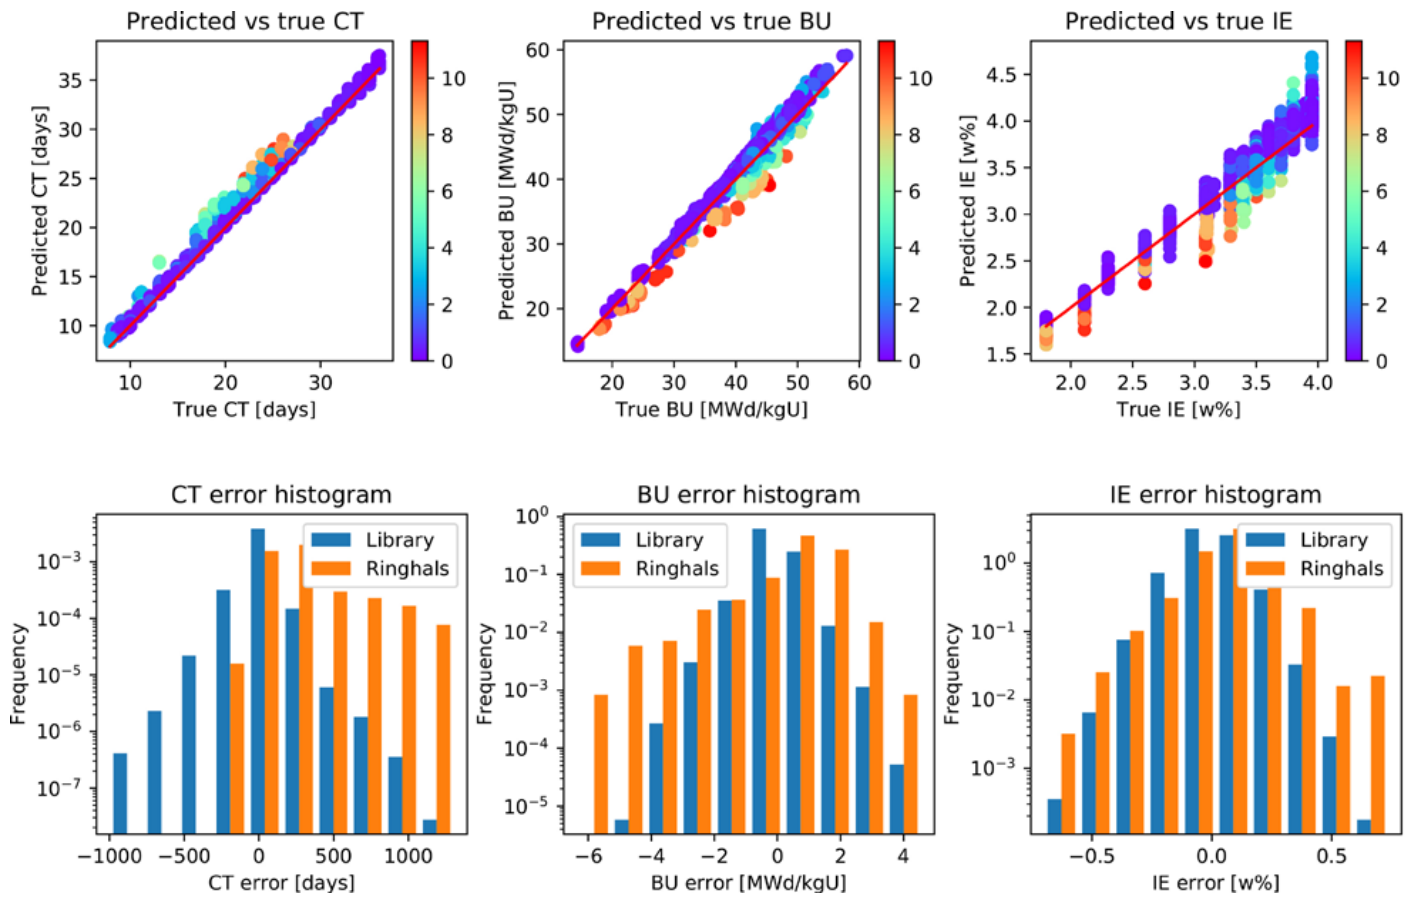 Predicted vs true CT
Predicted CT [days]
35
30
25
20
15
10
10 20 30
True CT [days]
10
8
6
4
2
0
Predicted vs true BU
Predicted BU [MWd/kgU]
60
50
40
30
20
20 30 40 50 60
True BU [MWd/kgU]
10
8
6
4
2
0
Predicted vs true IE
Predicted IE [w%]
4.5
4.0
3.5
3.0
2.5
2.0
1.5
2.0 2.5 3.0 3.5 4.0
True IE [w%]
10
8
6
4
2
0
CT error histogram
Frequency
10⁻³
10⁻⁴
10⁻⁵
10⁻⁶
10⁻⁷
Library
Ringhals
−1000 −500 0 500 1000
CT error [days]
BU error histogram
Frequency
10⁰
10⁻¹
10⁻²
10⁻³
10⁻⁴
10⁻⁵
Library
Ringhals
−6 −4 −2 0 2 4
BU error [MWd/kgU]
IE error histogram
Frequency
10⁰
10⁻¹
10⁻²
10⁻³
Library
Ringhals
−0.5 0.0 0.5
IE error [w%]